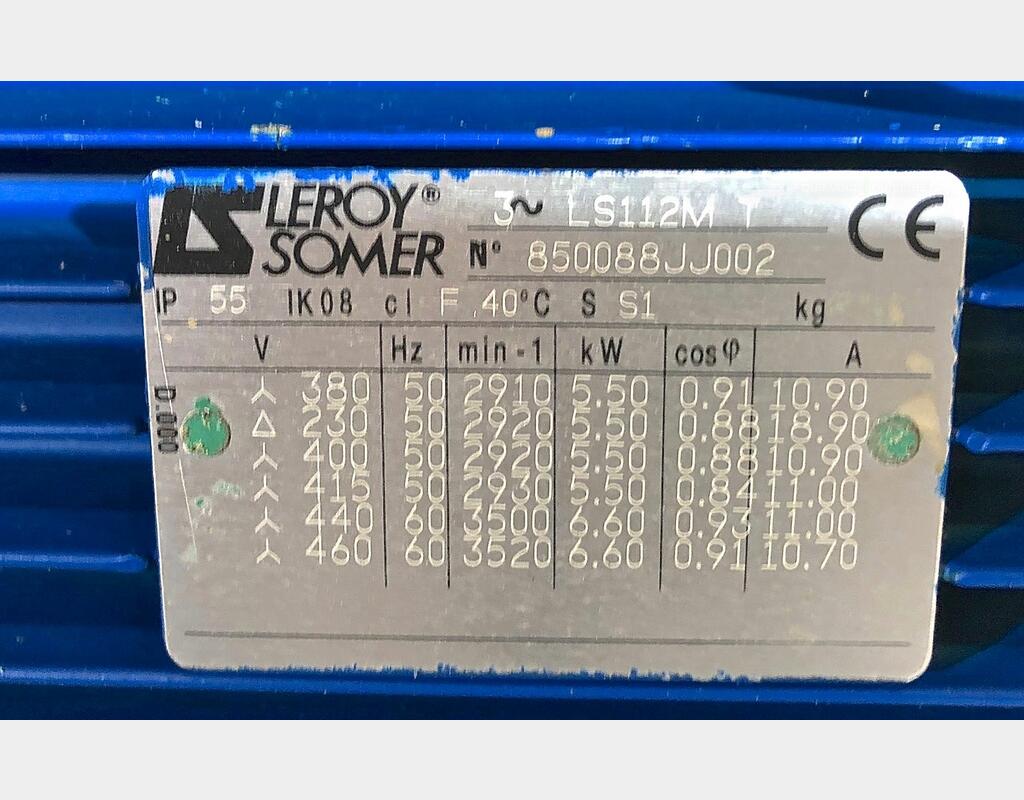 LEROY® 3~ LS112M T CE
SOMER N° 850088JJ002
IP 55 IK08 cl F 40°C S S1 kg
V Hz min-1 kW cosφ A
⅄ 380 50 2910 5.50 0.91 10.90
Δ 230 50 2920 5.50 0.88 18.90
⅄ 400 50 2920 5.50 0.88 10.90
⅄ 415 50 2930 5.50 0.84 11.00
⅄ 440 60 3500 6.60 0.93 11.00
⅄ 460 60 3520 6.60 0.91 10.70